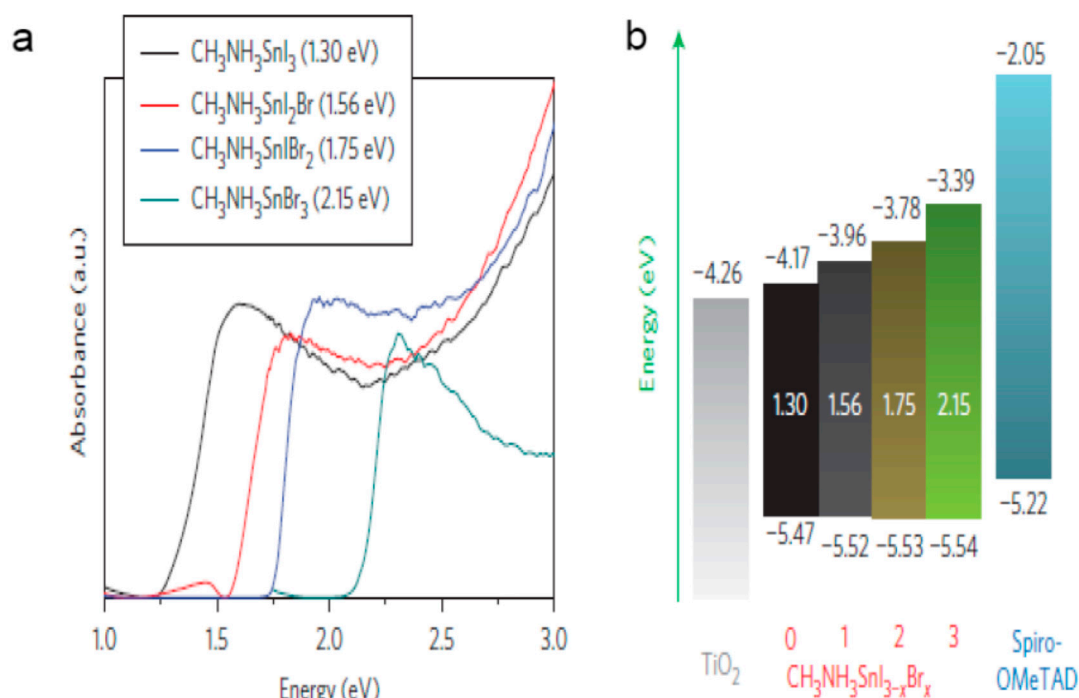 a
CH₃NH₃SnI₃ (1.30 eV)
CH₃NH₃SnI₂Br (1.56 eV)
CH₃NH₃SnIBr₂ (1.75 eV)
CH₃NH₃SnBr₃ (2.15 eV)
Absorbance (a.u.)
1.0 1.5 2.0 2.5 3.0
Energy (eV)
b
Energy (eV)
−2.05
−3.39
−3.78
−3.96
−4.17
−4.26
1.30 1.56 1.75 2.15
−5.22
−5.47 −5.52 −5.53 −5.54
0 1 2 3
TiO₂
CH₃NH₃SnI₃₋ₓBrₓ
Spiro-
OMeTAD